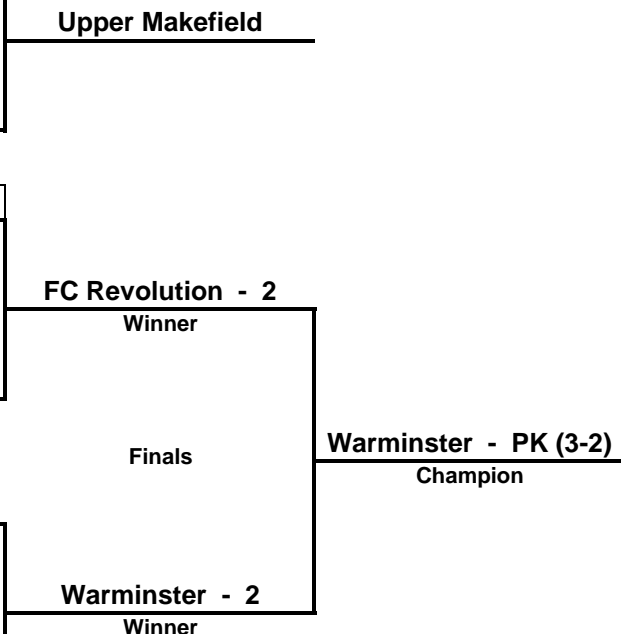 Upper Makefield
FC Revolution - 2
Winner
Finals
Warminster - PK (3-2)
Champion
Warminster - 2
Winner